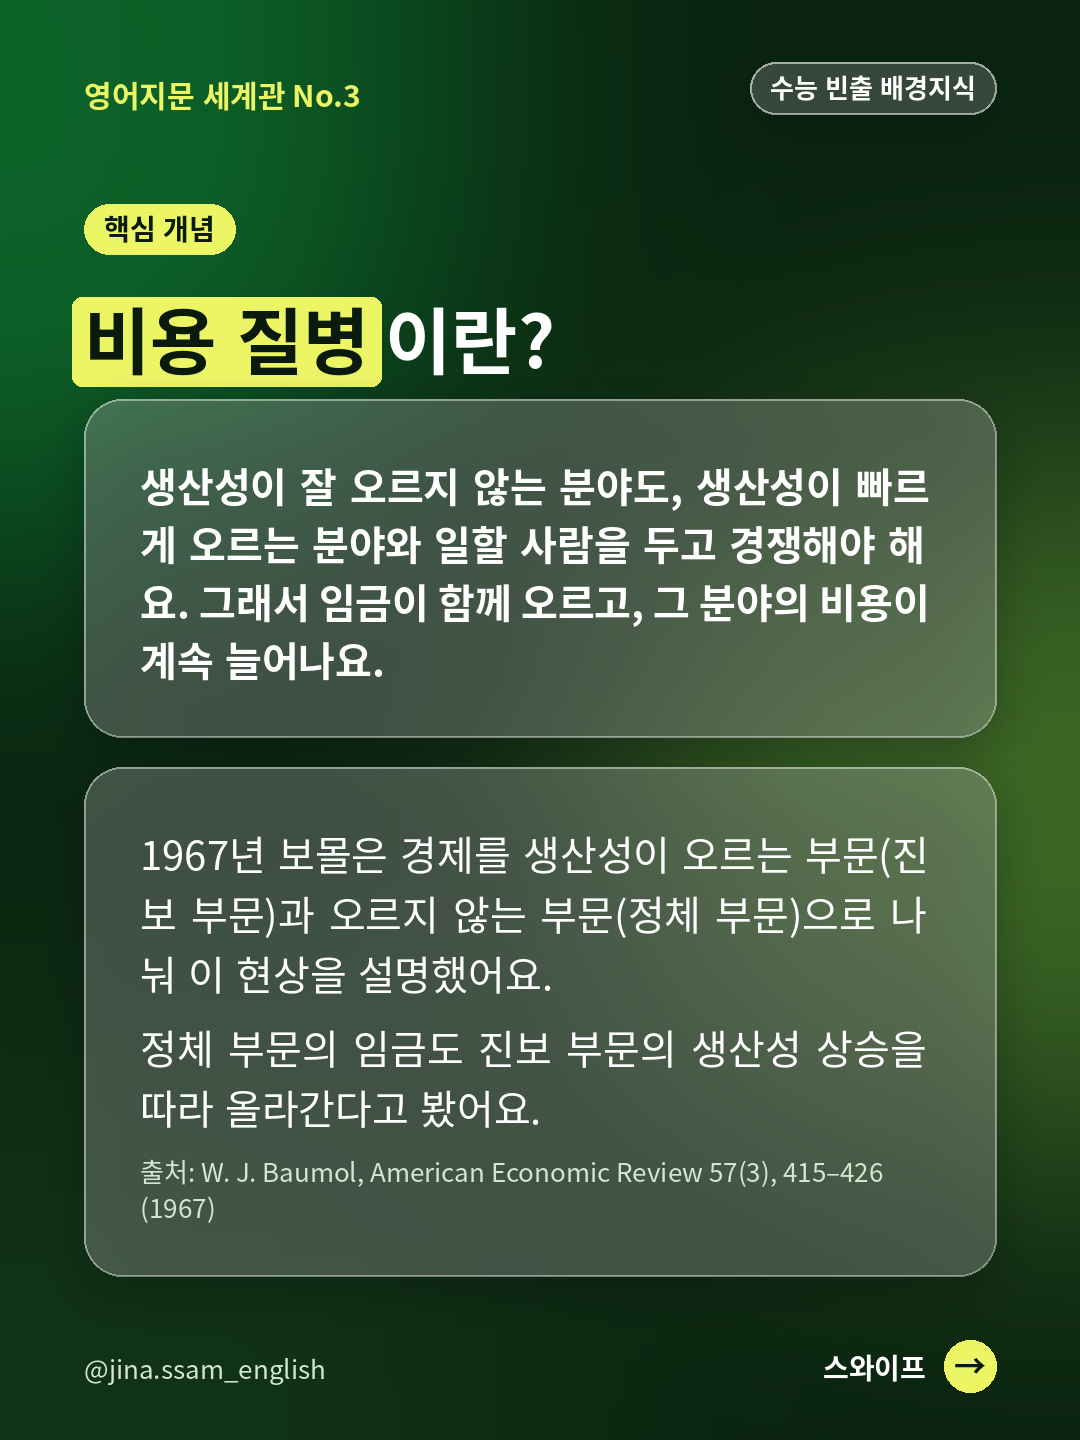 영어지문 세계관 No.3
수능 빈출 배경지식
핵심 개념
비용 질병이란?
생산성이 잘 오르지 않는 분야도, 생산성이 빠르
게 오르는 분야와 일할 사람을 두고 경쟁해야 해
요. 그래서 임금이 함께 오르고, 그 분야의 비용이
계속 늘어나요.
1967년 보몰은 경제를 생산성이 오르는 부문(진
보 부문)과 오르지 않는 부문(정체 부문)으로 나
눠 이 현상을 설명했어요.
정체 부문의 임금도 진보 부문의 생산성 상승을
따라 올라간다고 봤어요.
출처: W. J. Baumol, American Economic Review 57(3), 415–426
(1967)
@jina.ssam_english
스와이프 →